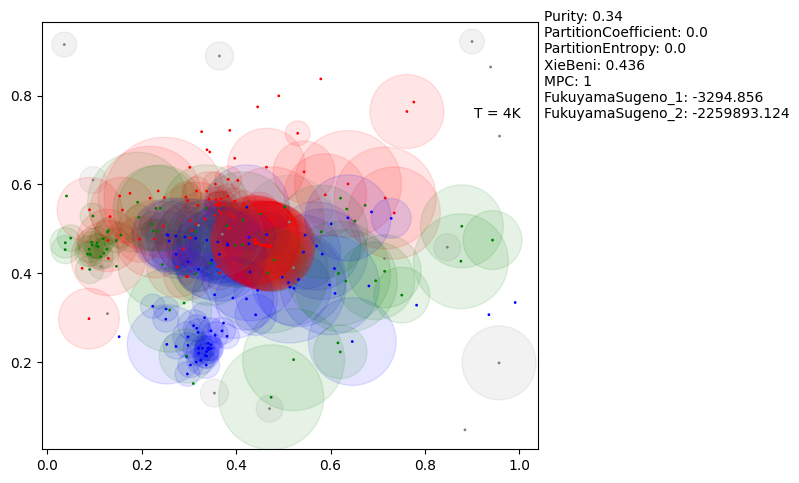 Purity: 0.34
PartitionCoefficient: 0.0
PartitionEntropy: 0.0
XieBeni: 0.436
MPC: 1
FukuyamaSugeno_1: -3294.856
FukuyamaSugeno_2: -2259893.124
T = 4K
0.8
0.6
0.4
0.2
0.0 0.2 0.4 0.6 0.8 1.0